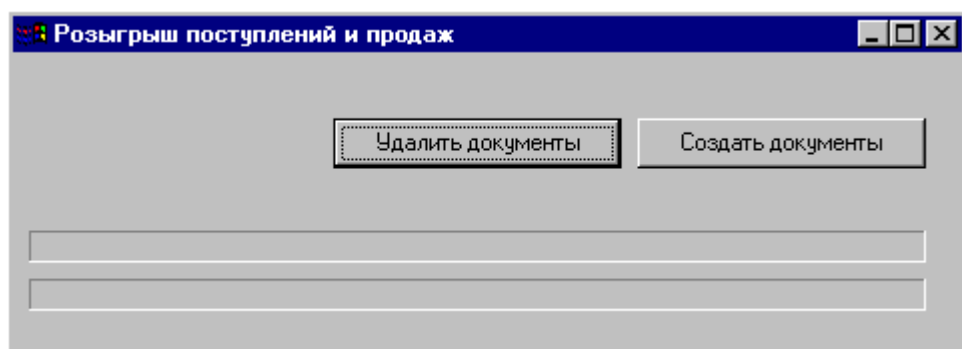 Розыгрыш поступлений и продаж
Удалить документы
Создать документы